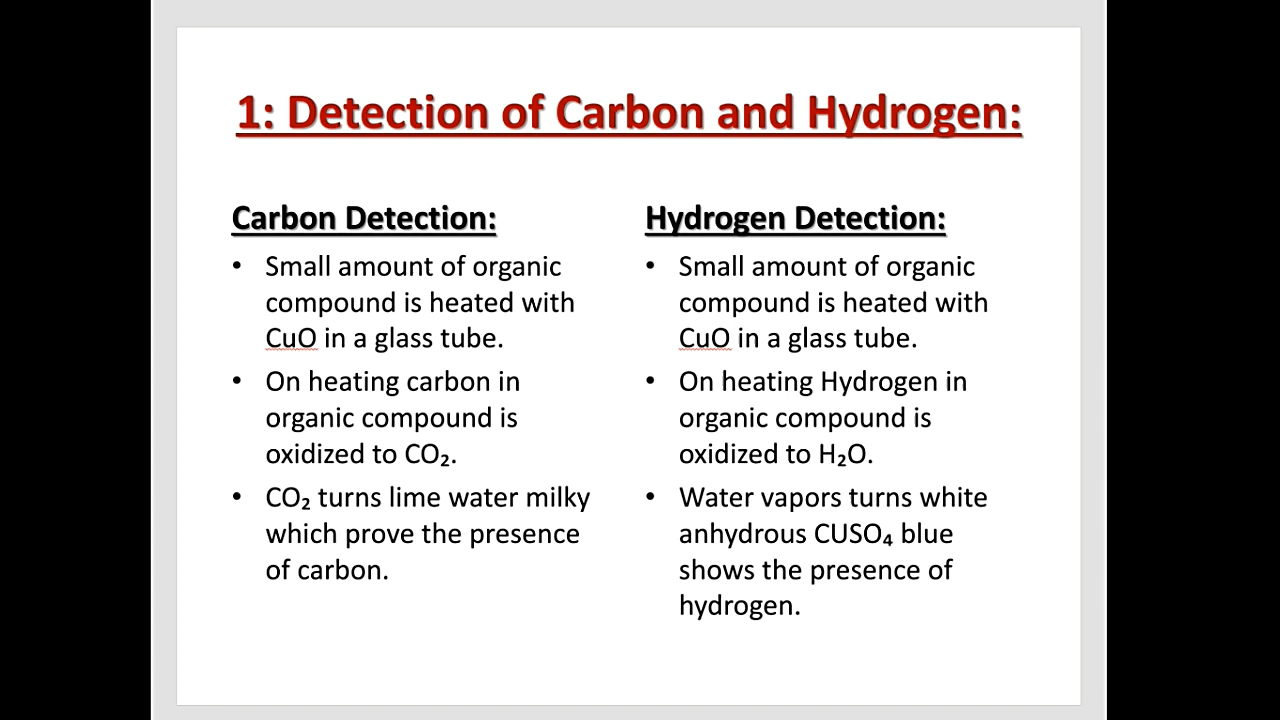 1: Detection of Carbon and Hydrogen:
Carbon Detection:
• Small amount of organic
compound is heated with
CuO in a glass tube.
• On heating carbon in
organic compound is
oxidized to CO₂.
• CO₂ turns lime water milky
which prove the presence
of carbon.
Hydrogen Detection:
• Small amount of organic
compound is heated with
CuO in a glass tube.
• On heating Hydrogen in
organic compound is
oxidized to H₂O.
• Water vapors turns white
anhydrous CUSO₄ blue
shows the presence of
hydrogen.